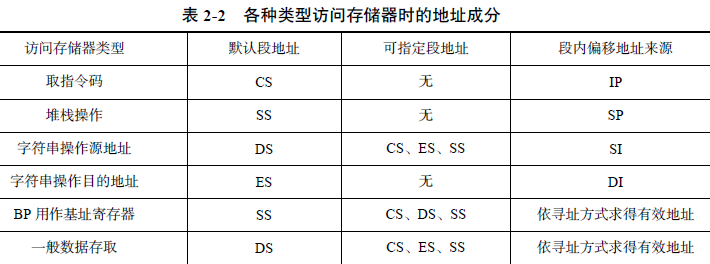 表 2-2 各种类型访问存储器时的地址成分
访问存储器类型 默认段地址 可指定段地址 段内偏移地址来源
取指令码 CS 无 IP
堆栈操作 SS 无 SP
字符串操作源地址 DS CS、ES、SS SI
字符串操作目的地址 ES 无 DI
BP 用作基址寄存器 SS CS、DS、SS 依寻址方式求得有效地址
一般数据存取 DS CS、ES、SS 依寻址方式求得有效地址